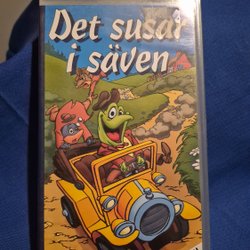 Det susar
i säven